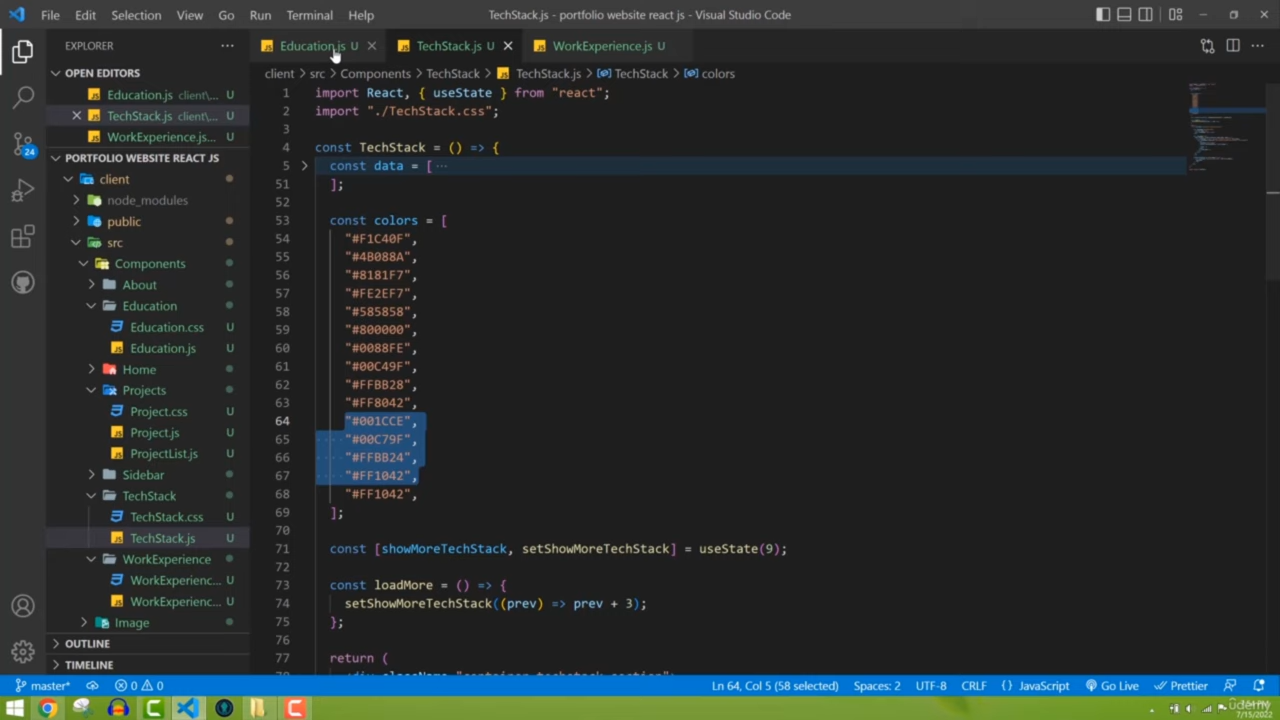 File Edit Selection View Go Run Terminal Help TechStack.js - portfolio website react js - Visual Studio Code
EXPLORER
Education.js U
TechStack.js U
WorkExperience.js U
OPEN EDITORS
Education.js client\... U
TechStack.js client\... U
WorkExperience.js... U
PORTFOLIO WEBSITE REACT JS
client
node_modules
public
src
Components
About
Education
Education.css U
Education.js U
Home
Projects
Project.css U
Project.js U
ProjectList.js U
Sidebar
TechStack
TechStack.css U
TechStack.js U
WorkExperience
WorkExperienc... U
WorkExperienc... U
Image
OUTLINE
TIMELINE
24
client > src > Components > TechStack > TechStack.js > TechStack > colors
1 import React, { useState } from "react";
2 import "./TechStack.css";
3
4 const TechStack = () => {
5 const data = [ ...
51 ];
52
53 const colors = [
54 "#F1C40F",
55 "#4B088A",
56 "#8181F7",
57 "#FE2EF7",
58 "#585858",
59 "#800000",
60 "#0088FE",
61 "#00C49F",
62 "#FFBB28",
63 "#FF8042",
64 "#001CCE",
65 "#00C79F",
66 "#FFBB24",
67 "#FF1042",
68 "#FF1042",
69 ];
70
71 const [showMoreTechStack, setShowMoreTechStack] = useState(9);
72
73 const loadMore = () => {
74 setShowMoreTechStack((prev) => prev + 3);
75 };
76
77 return (
master* 0 0 Ln 64, Col 5 (58 selected) Spaces: 2 UTF-8 CRLF {} JavaScript Go Live Prettier
7/15/2022
udemy